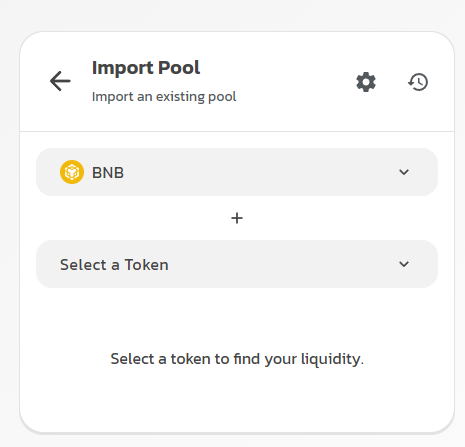 Import Pool
Import an existing pool
BNB
+
Select a Token
Select a token to find your liquidity.